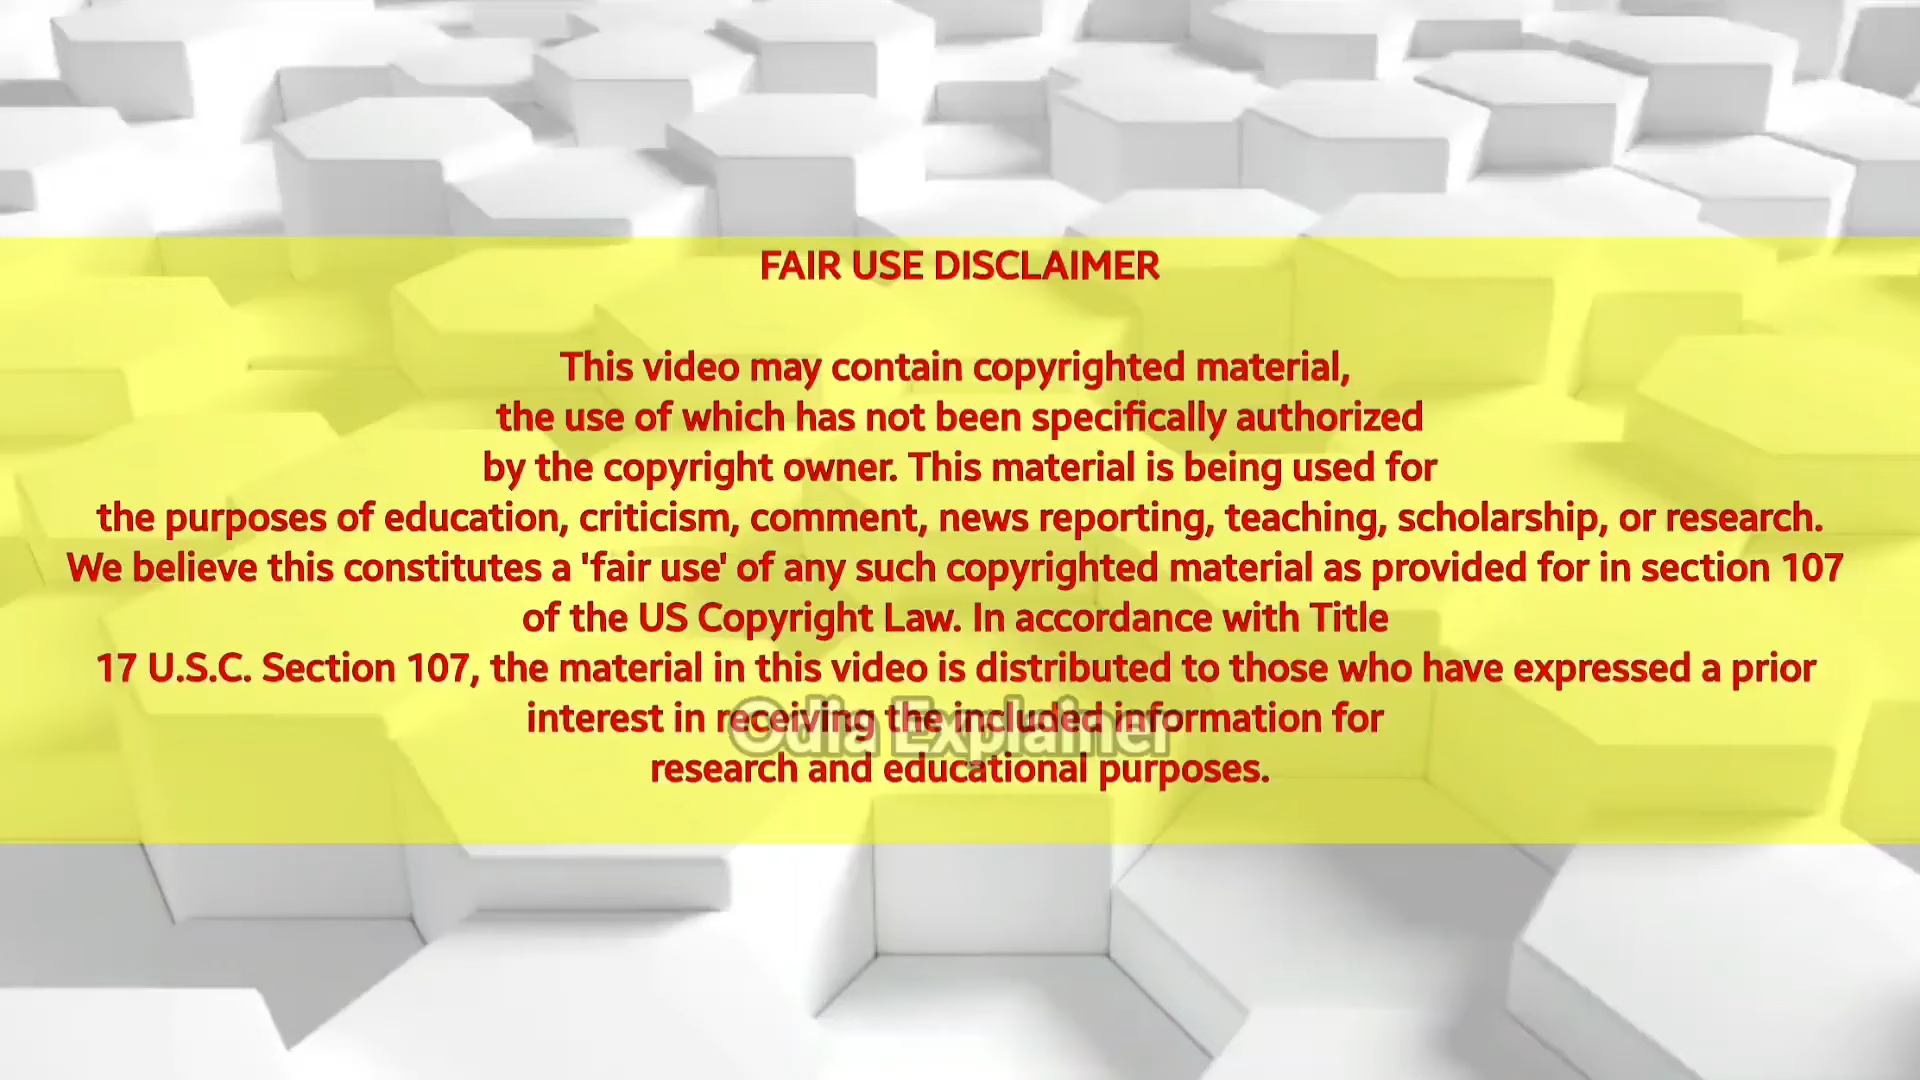 FAIR USE DISCLAIMER
This video may contain copyrighted material,
the use of which has not been specifically authorized
by the copyright owner. This material is being used for
the purposes of education, criticism, comment, news reporting, teaching, scholarship, or research.
We believe this constitutes a 'fair use' of any such copyrighted material as provided for in section 107
of the US Copyright Law. In accordance with Title
17 U.S.C. Section 107, the material in this video is distributed to those who have expressed a prior
interest in receiving the included information for
Odia Explainer
research and educational purposes.